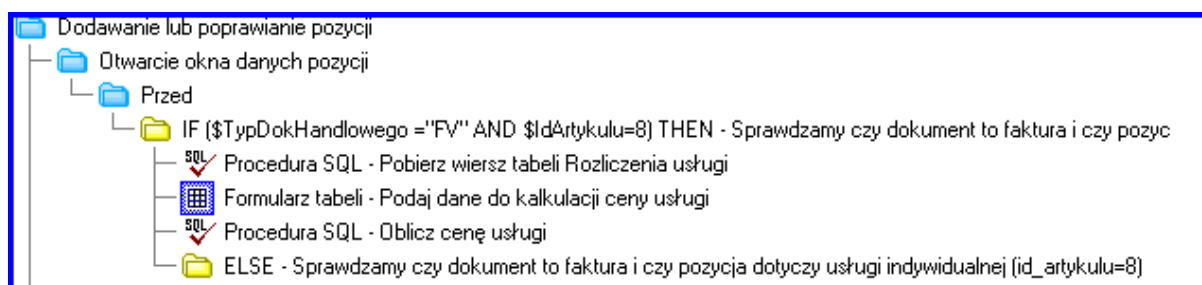 Dodawanie lub poprawianie pozycji
Otwarcie okna danych pozycji
Przed
IF ($TypDokHandlowego ="FV" AND $IdArtykulu=8) THEN - Sprawdzamy czy dokument to faktura i czy pozyc
SQL Procedura SQL - Pobierz wiersz tabeli Rozliczenia usługi
Formularz tabeli - Podaj dane do kalkulacji ceny usługi
SQL Procedura SQL - Oblicz cenę usługi
ELSE - Sprawdzamy czy dokument to faktura i czy pozycja dotyczy usługi indywidualnej (id_artykulu=8)